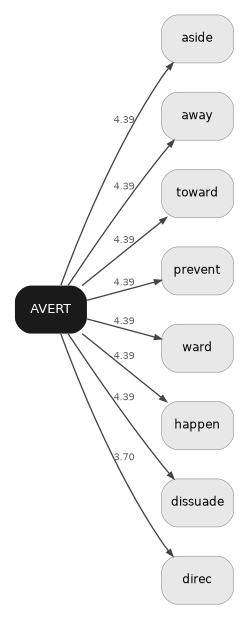 aside
4.39
away
4.39
toward
4.39
prevent
4.39
AVERT
4.39
ward
4.39
happen
4.39
dissuade
3.70
direc